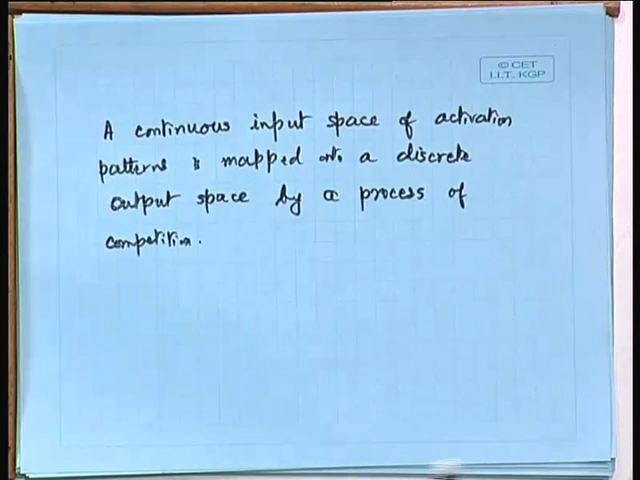 © CET
I.I.T. KGP
A continuous input space of activation
patterns is mapped onto a discrete
output space by a process of
competition.